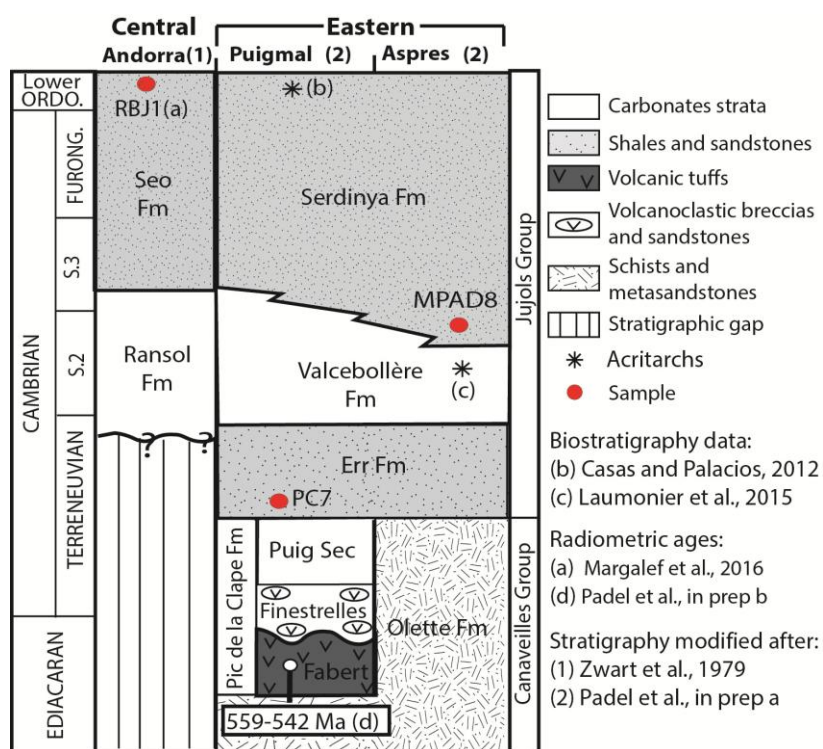 Central
Eastern
Andorra(1)
Puigmal (2)
Aspres (2)
Lower
ORDO.
CAMBRIAN
FURONG.
S.3
S.2
TERRENEUVIAN
EDIACARAN
RBJ1(a)
Seo
Fm
Ransol
Fm
?
?
(b)
Serdinya Fm
MPAD8
Valcebollère
Fm
(c)
Err Fm
PC7
Pic de la Clape Fm
Puig Sec
Finestrelles
Fabert
Olette Fm
559-542 Ma (d)
Jujols Group
Canaveilles Group
Carbonates strata
Shales and sandstones
Volcanic tuffs
Volcanoclastic breccias
and sandstones
Schists and
metasandstones
Stratigraphic gap
Acritarchs
Sample
Biostratigraphy data:
(b) Casas and Palacios, 2012
(c) Laumonier et al., 2015
Radiometric ages:
(a) Margalef et al., 2016
(d) Padel et al., in prep b
Stratigraphy modified after:
(1) Zwart et al., 1979
(2) Padel et al., in prep a